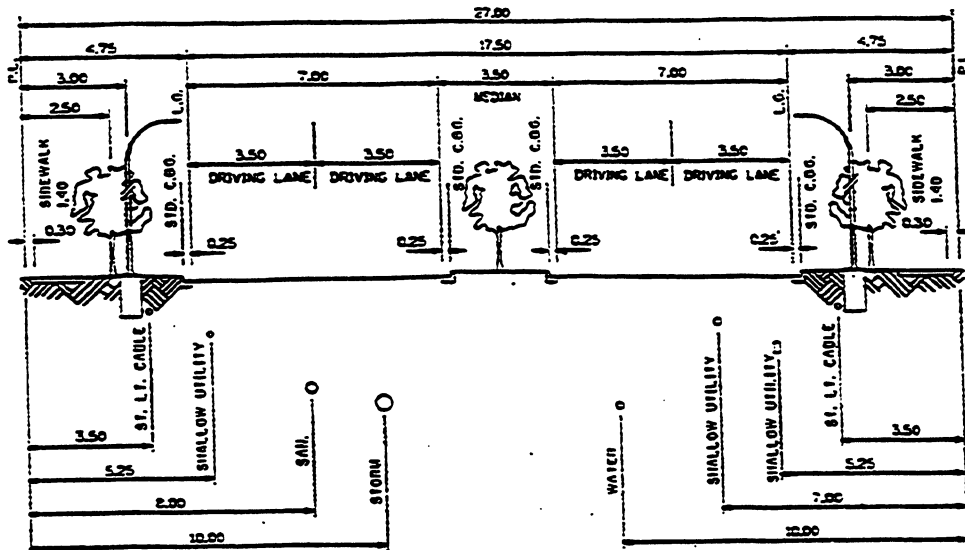 27.00
4.75 17.50 4.75
P.L. 3.00 7.00 3.50 7.00 3.00 P.L.
MEDIAN
2.50 L.G. L.G. 2.50
3.50 3.50 3.50 3.50
DRIVING LANE DRIVING LANE DRIVING LANE DRIVING LANE
SIDEWALK 1.40
STD. C.&G.
STD. C.&G.
STD. C.&G.
STD. C.&G.
SIDEWALK 1.40
0.30 0.25 0.25 0.25 0.25
ST. LT. CABLE
SHALLOW UTILITY
SAN.
STORM
WATER
SHALLOW UTILITY
SHALLOW UTILITY
ST. LT. CABLE
3.50 3.50
5.25 5.25
8.00 7.00
10.00 10.00